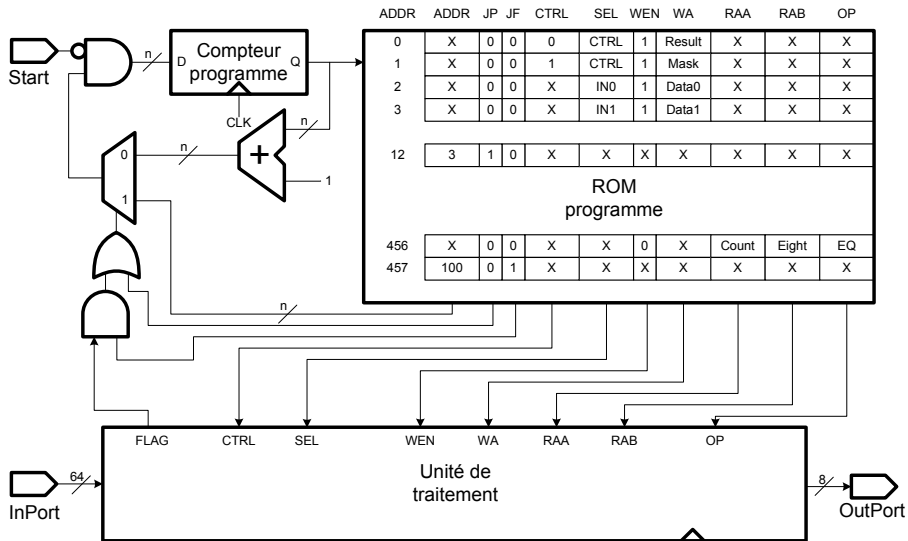 ADDR ADDR JP JF CTRL SEL WEN WA RAA RAB OP
0 X 0 0 0 CTRL 1 Result X X X
1 X 0 0 1 CTRL 1 Mask X X X
2 X 0 0 X IN0 1 Data0 X X X
3 X 0 0 X IN1 1 Data1 X X X
12 3 1 0 X X X X X X X
ROM
programme
456 X 0 0 X X 0 X Count Eight EQ
457 100 0 1 X X X X X X X
Start
n
D
Compteur
programme
Q
CLK
n
n
+
1
0
1
n
FLAG CTRL SEL WEN WA RAA RAB OP
InPort
64
Unité de
traitement
8
OutPort